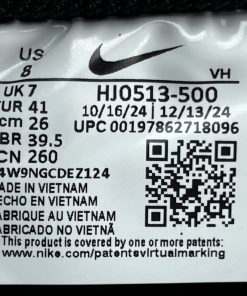 US
8
VH
UK 7
EUR 41
cm 26
BR 39.5
CN 260
HJ0513-500
10/16/24 | 12/13/24
UPC 00197862718096
4W9NGCDEZ124
MADE IN VIETNAM
HECHO EN VIETNAM
FABRIQUE AU VIETNAM
FABRICADO NO VIETNÃ
This product is covered by one or more
www.nike.com/patentsvirtualmarking